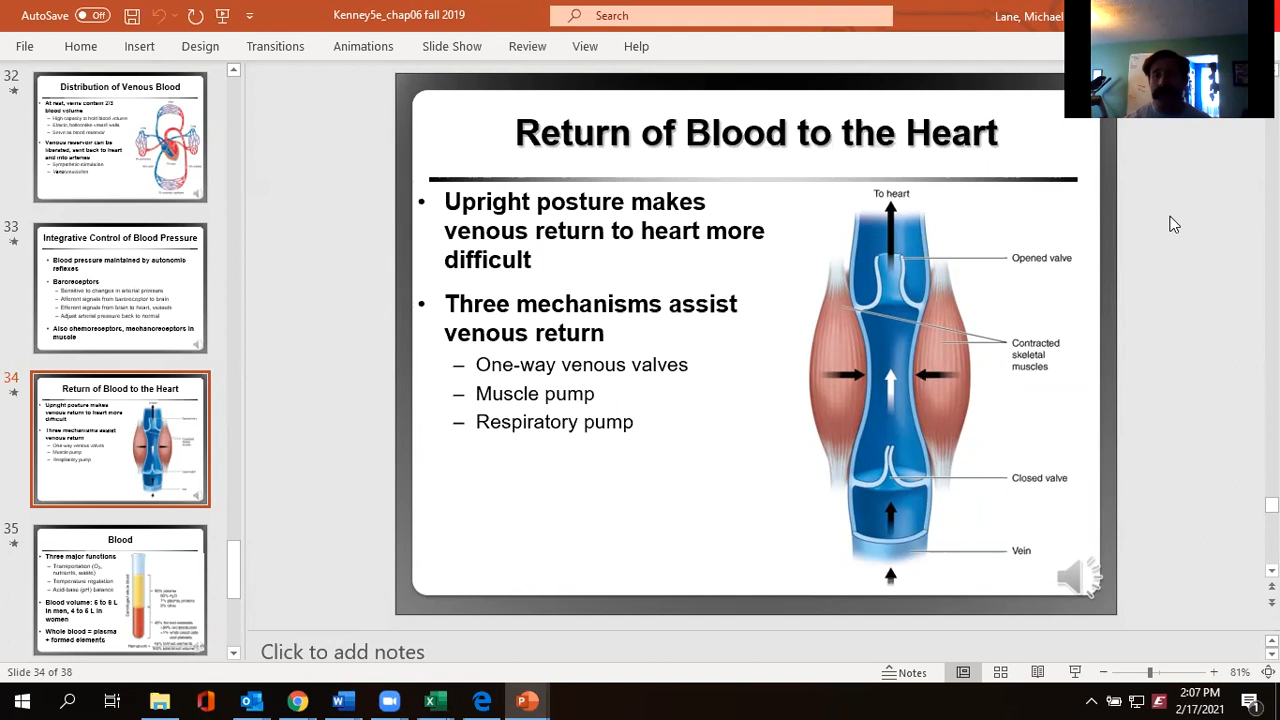 AutoSave Off
Kenney5e_chap06 fall 2019
Search
Lane, Michael
File Home Insert Design Transitions Animations Slide Show Review View Help
32
Distribution of Venous Blood
• At rest, veins contain 2/3
blood volume
– High capacity to hold blood volume
– Serve as blood reservoir
• Venous reservoir can be
liberated, sent back to heart
and into arteries
– Sympathetic stimulation
– Venoconstriction
33
Integrative Control of Blood Pressure
• Blood pressure maintained by autonomic
reflexes
• Baroreceptors
– Sensitive to changes in arterial pressure
– Afferent signals from baroreceptor to brain
– Efferent signals from brain to heart, vessels
– Adjust arterial pressure back to normal
• Also chemoreceptors, mechanoreceptors in
muscle
34
Return of Blood to the Heart
• Upright posture makes
venous return to heart more
difficult
• Three mechanisms assist
venous return
– One-way venous valves
– Muscle pump
– Respiratory pump
35
Blood
• Three major functions
– Transportation (O2,
nutrients, waste)
– Temperature regulation
– Acid-base (pH) balance
• Blood volume: 5 to 6 L
in men, 4 to 5 L in
women
• Whole blood = plasma
+ formed elements
Return of Blood to the Heart
• Upright posture makes
venous return to heart more
difficult
• Three mechanisms assist
venous return
– One-way venous valves
– Muscle pump
– Respiratory pump
To heart
Opened valve
Contracted
skeletal
muscles
Closed valve
Vein
Click to add notes
Slide 34 of 38
Notes
81%
2:07 PM
2/17/2021